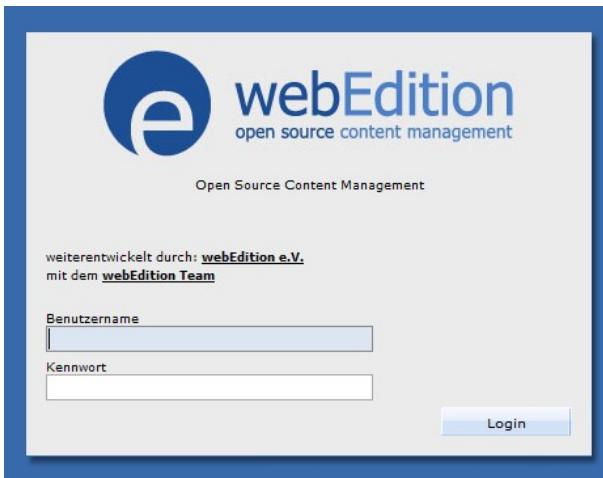 webEdition
open source content management
Open Source Content Management
weiterentwickelt durch: webEdition e.V.
mit dem webEdition Team
Benutzername
Kennwort
Login